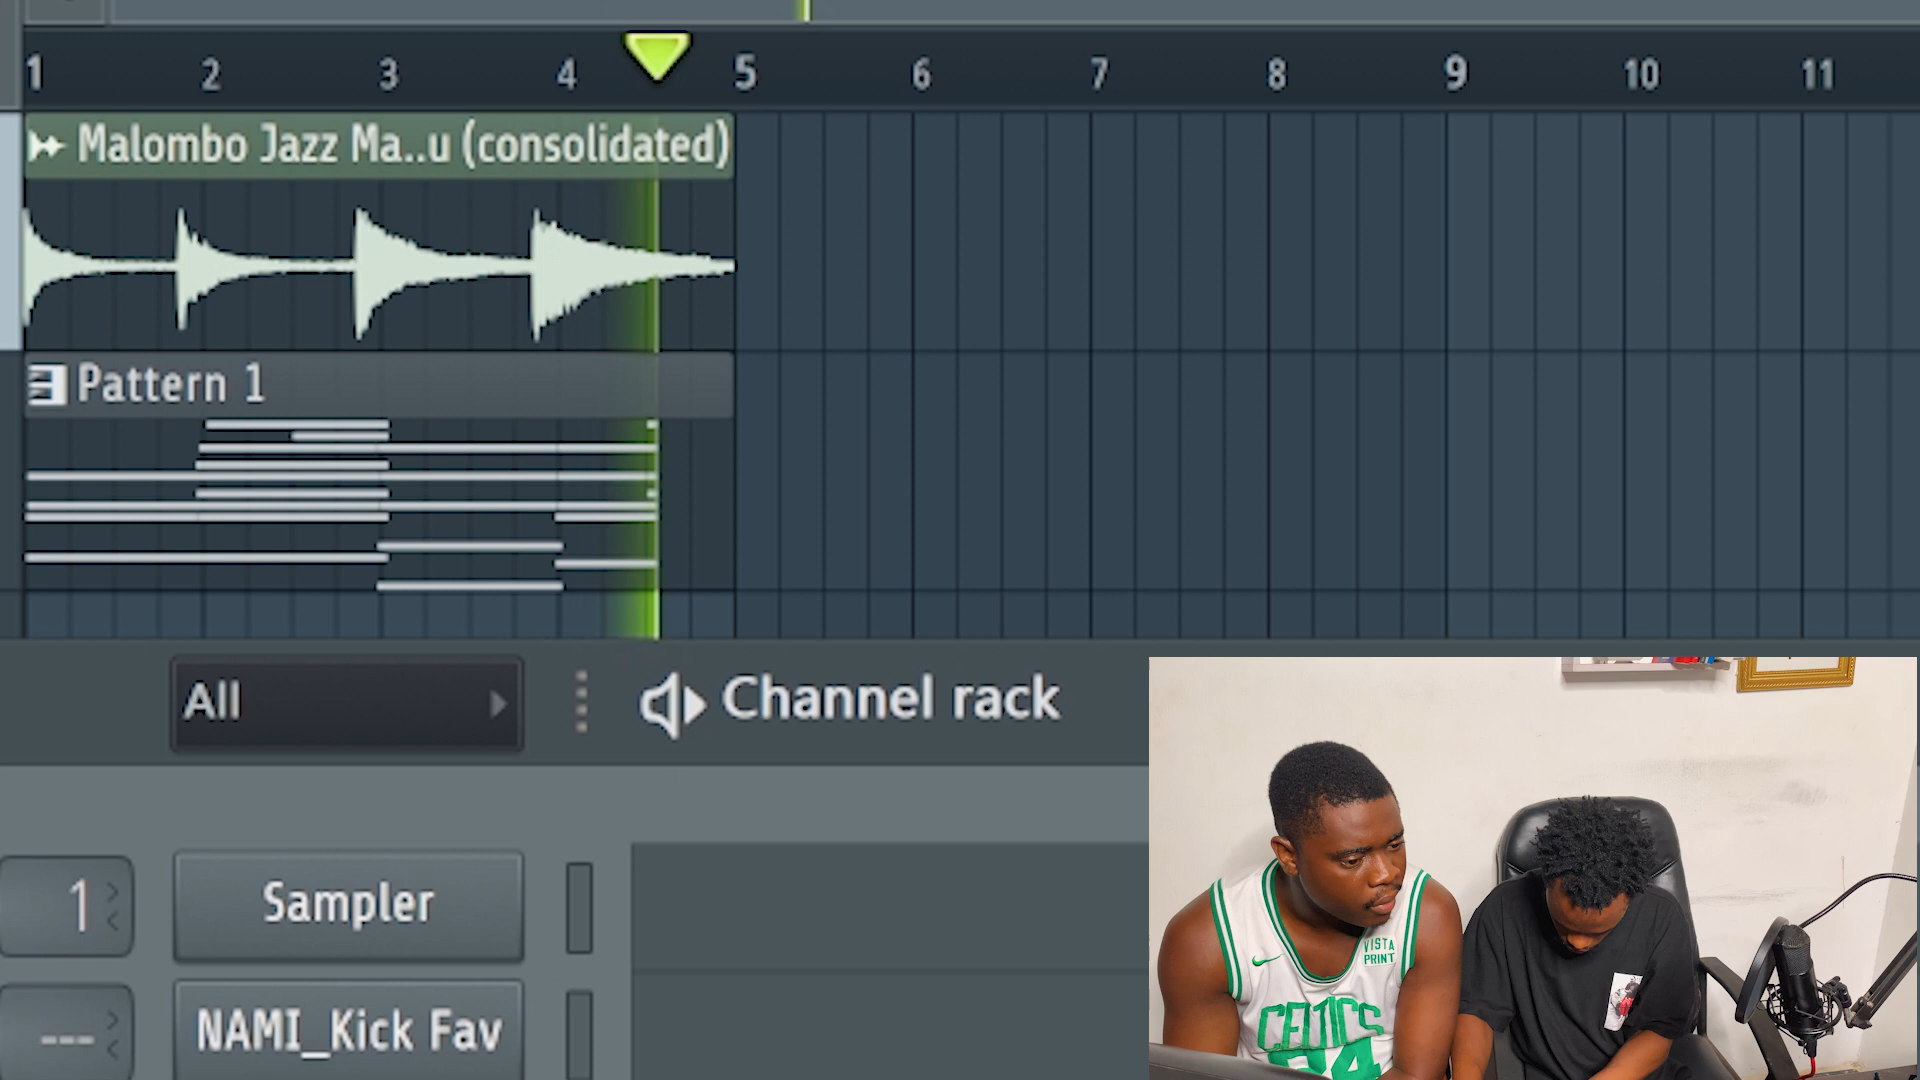 1 2 3 4 5 6 7 8 9 10 11
Malombo Jazz Ma..u (consolidated)
Pattern 1
All
Channel rack
1
Sampler
---
NAMI_Kick Fav
VISTA
PRINT
CELTICS